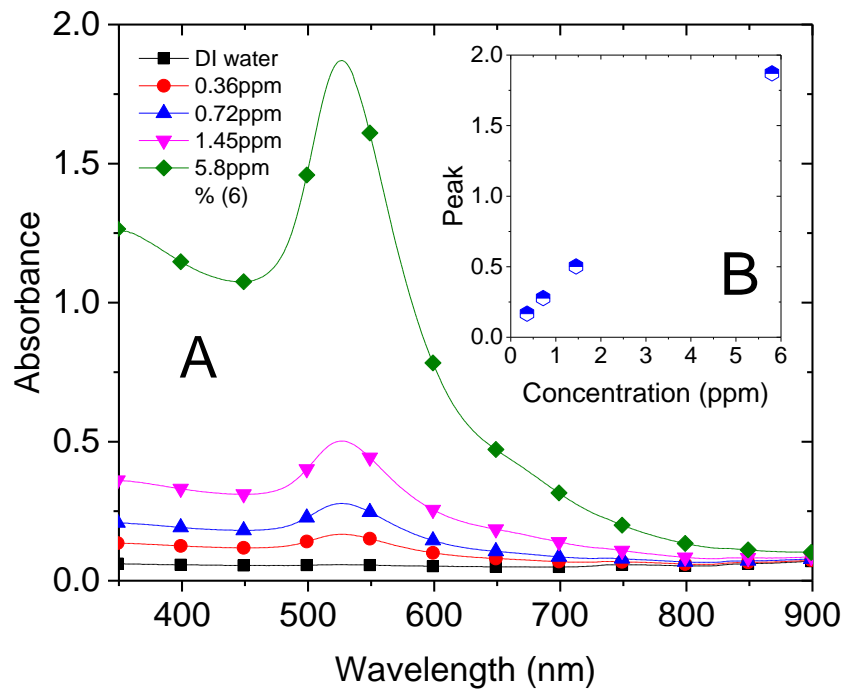 2.0
1.5
1.0
0.5
0.0
Absorbance
DI water
0.36ppm
0.72ppm
1.45ppm
5.8ppm
% (6)
A
2.0
1.5
1.0
0.5
0.0
Peak
B
0 1 2 3 4 5 6
Concentration (ppm)
400 500 600 700 800 900
Wavelength (nm)